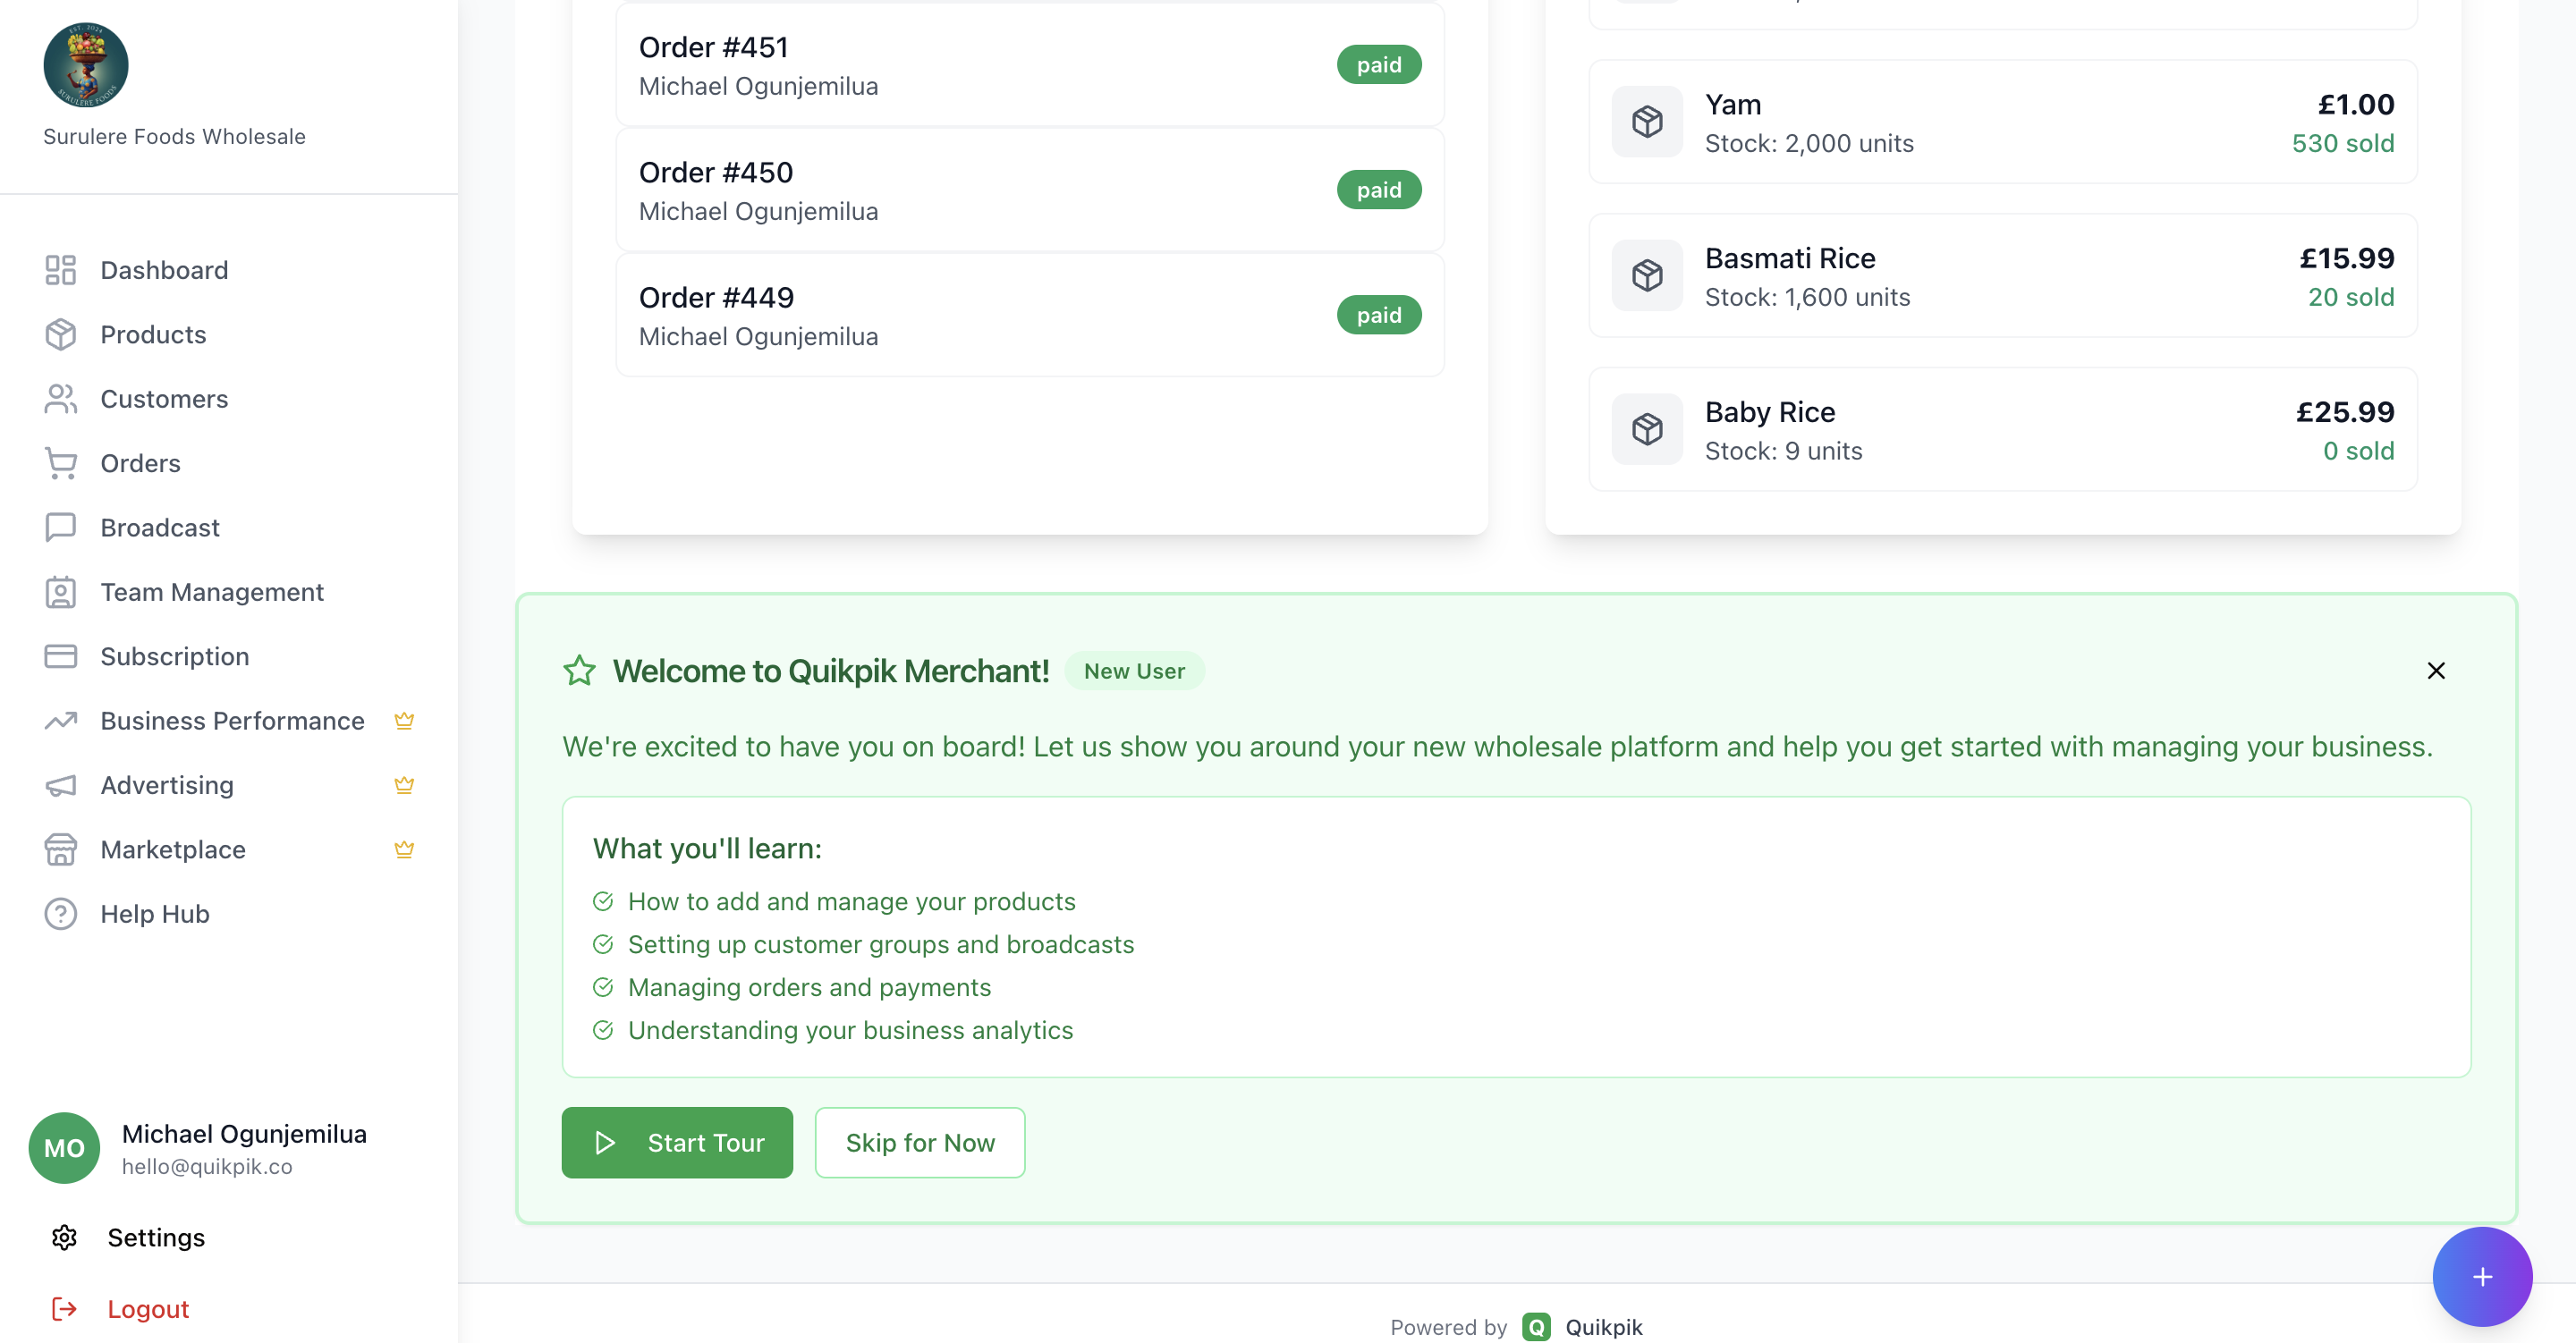 EST. 2024
SURULERE FOODS
Surulere Foods Wholesale
Dashboard
Products
Customers
Orders
Broadcast
Team Management
Subscription
Business Performance
Advertising
Marketplace
Help Hub
MO
Michael Ogunjemilua
hello@quikpik.co
Settings
Logout
Order #451
Michael Ogunjemilua
paid
Order #450
Michael Ogunjemilua
paid
Order #449
Michael Ogunjemilua
paid
Yam
£1.00
Stock: 2,000 units
530 sold
Basmati Rice
£15.99
Stock: 1,600 units
20 sold
Baby Rice
£25.99
Stock: 9 units
0 sold
Welcome to Quikpik Merchant!
New User
We're excited to have you on board! Let us show you around your new wholesale platform and help you get started with managing your business.
What you'll learn:
How to add and manage your products
Setting up customer groups and broadcasts
Managing orders and payments
Understanding your business analytics
Start Tour
Skip for Now
Powered by Q Quikpik